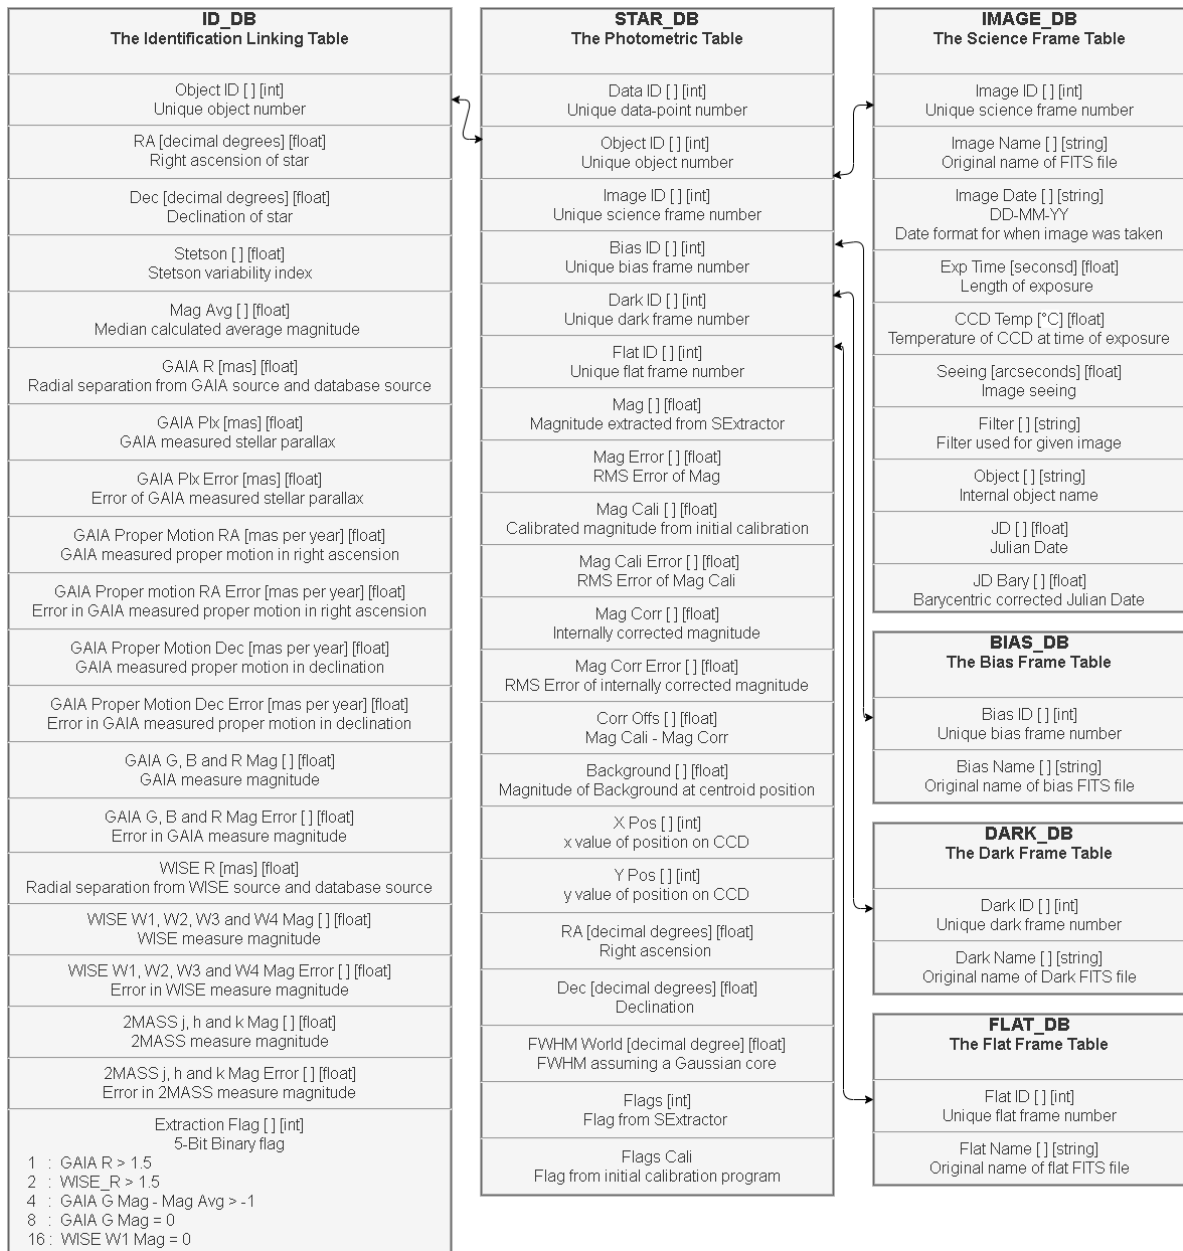 ID_DB
The Identification Linking Table
Object ID [ ] [int]
Unique object number
RA [decimal degrees] [float]
Right ascension of star
Dec [decimal degrees] [float]
Declination of star
Stetson [ ] [float]
Stetson variability index
Mag Avg [ ] [float]
Median calculated average magnitude
GAIA R [mas] [float]
Radial separation from GAIA source and database source
GAIA Plx [mas] [float]
GAIA measured stellar parallax
GAIA Plx Error [mas] [float]
Error of GAIA measured stellar parallax
GAIA Proper Motion RA [mas per year] [float]
GAIA measured proper motion in right ascension
GAIA Proper motion RA Error [mas per year] [float]
Error in GAIA measured proper motion in right ascension
GAIA Proper Motion Dec [mas per year] [float]
GAIA measured proper motion in declination
GAIA Proper Motion Dec Error [mas per year] [float]
Error in GAIA measured proper motion in declination
GAIA G, B and R Mag [ ] [float]
GAIA measure magnitude
GAIA G, B and R Mag Error [ ] [float]
Error in GAIA measure magnitude
WISE R [mas] [float]
Radial separation from WISE source and database source
WISE W1, W2, W3 and W4 Mag [ ] [float]
WISE measure magnitude
WISE W1, W2, W3 and W4 Mag Error [ ] [float]
Error in WISE measure magnitude
2MASS j, h and k Mag [ ] [float]
2MASS measure magnitude
2MASS j, h and k Mag Error [ ] [float]
Error in 2MASS measure magnitude
Extraction Flag [ ] [int]
5-Bit Binary flag
1 : GAIA R > 1.5
2 : WISE_R > 1.5
4 : GAIA G Mag - Mag Avg > -1
8 : GAIA G Mag = 0
16 : WISE W1 Mag = 0
STAR_DB
The Photometric Table
Data ID [ ] [int]
Unique data-point number
Object ID [ ] [int]
Unique object number
Image ID [ ] [int]
Unique science frame number
Bias ID [ ] [int]
Unique bias frame number
Dark ID [ ] [int]
Unique dark frame number
Flat ID [ ] [int]
Unique flat frame number
Mag [ ] [float]
Magnitude extracted from SExtractor
Mag Error [ ] [float]
RMS Error of Mag
Mag Cali [ ] [float]
Calibrated magnitude from initial calibration
Mag Cali Error [ ] [float]
RMS Error of Mag Cali
Mag Corr [ ] [float]
Internally corrected magnitude
Mag Corr Error [ ] [float]
RMS Error of internally corrected magnitude
Corr Offs [ ] [float]
Mag Cali - Mag Corr
Background [ ] [float]
Magnitude of Background at centroid position
X Pos [ ] [int]
x value of position on CCD
Y Pos [ ] [int]
y value of position on CCD
RA [decimal degrees] [float]
Right ascension
Dec [decimal degrees] [float]
Declination
FWHM World [decimal degree] [float]
FWHM assuming a Gaussian core
Flags [int]
Flag from SExtractor
Flags Cali
Flag from initial calibration program
IMAGE_DB
The Science Frame Table
Image ID [ ] [int]
Unique science frame number
Image Name [ ] [string]
Original name of FITS file
Image Date [ ] [string]
DD-MM-YY
Date format for when image was taken
Exp Time [seconsd] [float]
Length of exposure
CCD Temp [°C] [float]
Temperature of CCD at time of exposure
Seeing [arcseconds] [float]
Image seeing
Filter [ ] [string]
Filter used for given image
Object [ ] [string]
Internal object name
JD [ ] [float]
Julian Date
JD Bary [ ] [float]
Barycentric corrected Julian Date
BIAS_DB
The Bias Frame Table
Bias ID [ ] [int]
Unique bias frame number
Bias Name [ ] [string]
Original name of bias FITS file
DARK_DB
The Dark Frame Table
Dark ID [ ] [int]
Unique dark frame number
Dark Name [ ] [string]
Original name of Dark FITS file
FLAT_DB
The Flat Frame Table
Flat ID [ ] [int]
Unique flat frame number
Flat Name [ ] [string]
Original name of flat FITS file